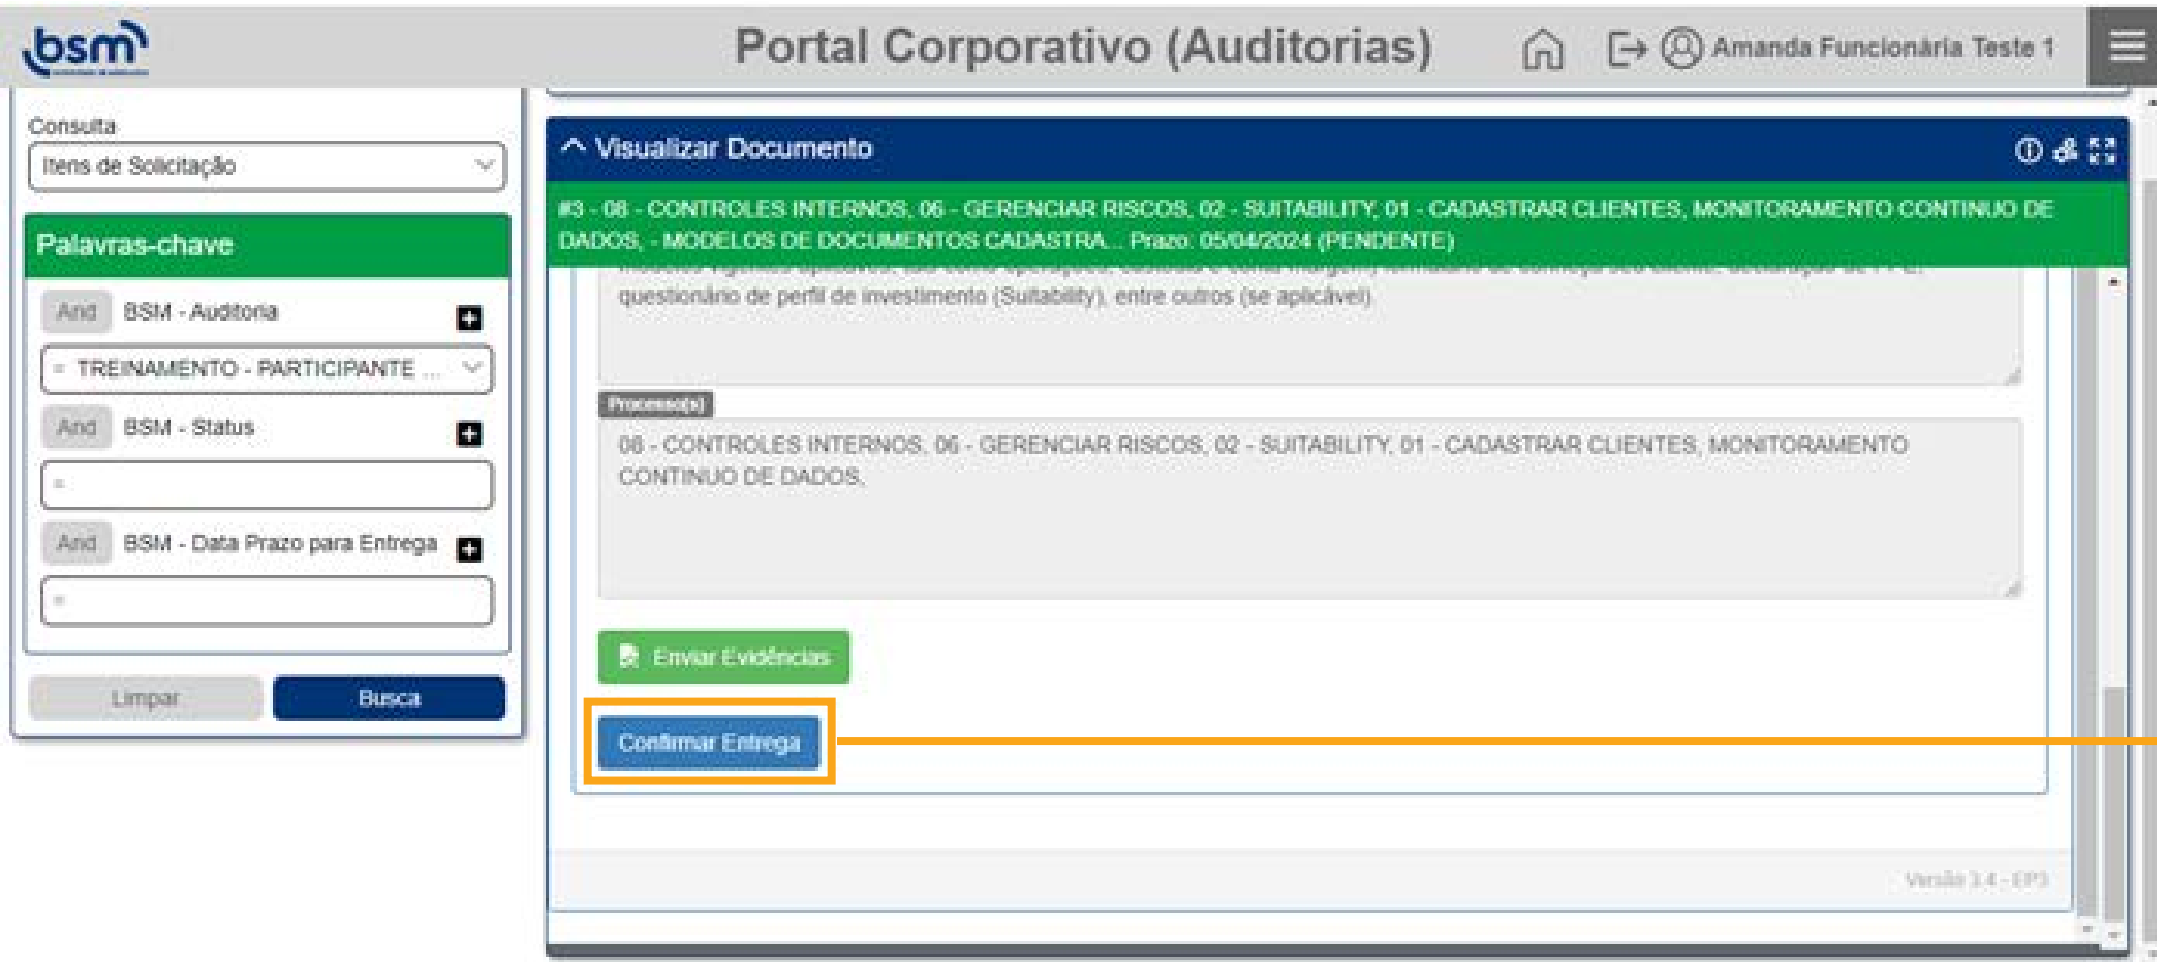 bsm
Portal Corporativo (Auditorias)
Amanda Funcionária Teste 1
Consulta
Itens de Solicitação
Palavras-chave
And BSM - Auditoria
= TREINAMENTO - PARTICIPANTE ...
And BSM - Status
=
And BSM - Data Prazo para Entrega
=
Limpar
Busca
Visualizar Documento
#3 - 08 - CONTROLES INTERNOS, 06 - GERENCIAR RISCOS, 02 - SUITABILITY, 01 - CADASTRAR CLIENTES, MONITORAMENTO CONTINUO DE
DADOS, - MODELOS DE DOCUMENTOS CADASTRA... Prazo: 05/04/2024 (PENDENTE)
questionário de perfil de investimento (Suitability), entre outros (se aplicável).
Processo(s)
08 - CONTROLES INTERNOS, 06 - GERENCIAR RISCOS, 02 - SUITABILITY, 01 - CADASTRAR CLIENTES, MONITORAMENTO
CONTINUO DE DADOS,
Enviar Evidências
Confirmar Entrega
Versão 3.4 - EP3